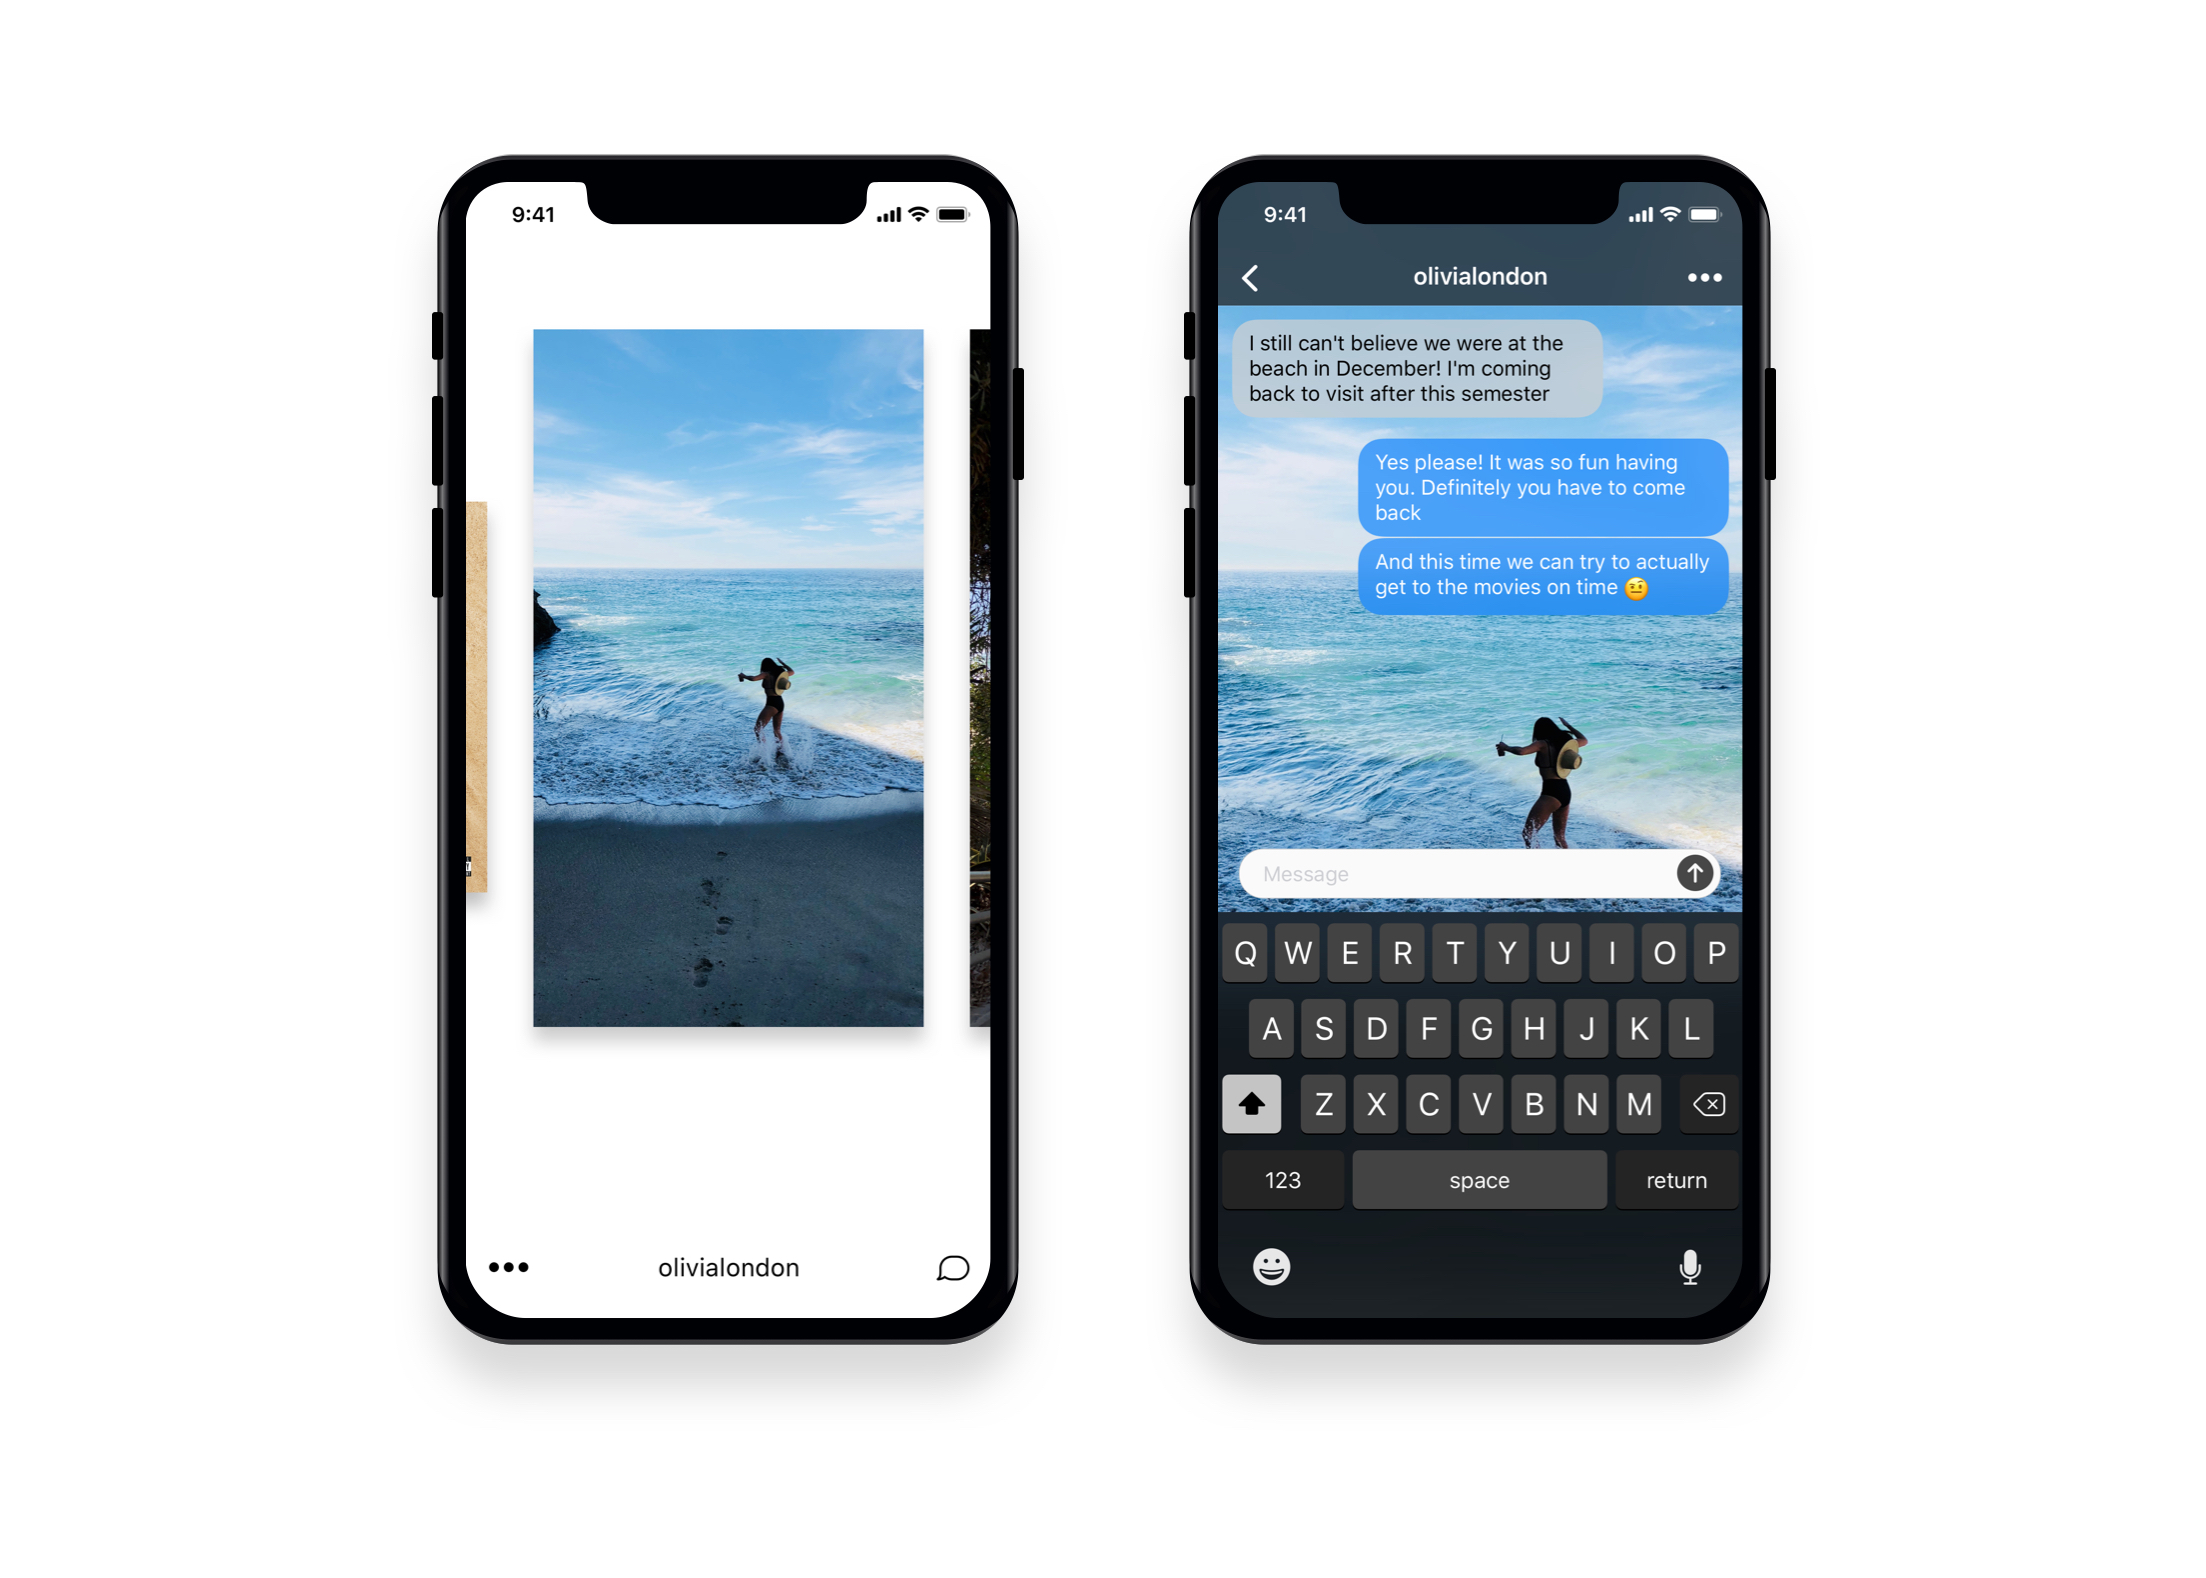 9:41
olivialondon
9:41
olivialondon
I still can't believe we were at the
beach in December! I'm coming
back to visit after this semester
Yes please! It was so fun having
you. Definitely you have to come
back
And this time we can try to actually
get to the movies on time 🤨
Message
Q W E R T Y U I O P
A S D F G H J K L
Z X C V B N M
123 space return